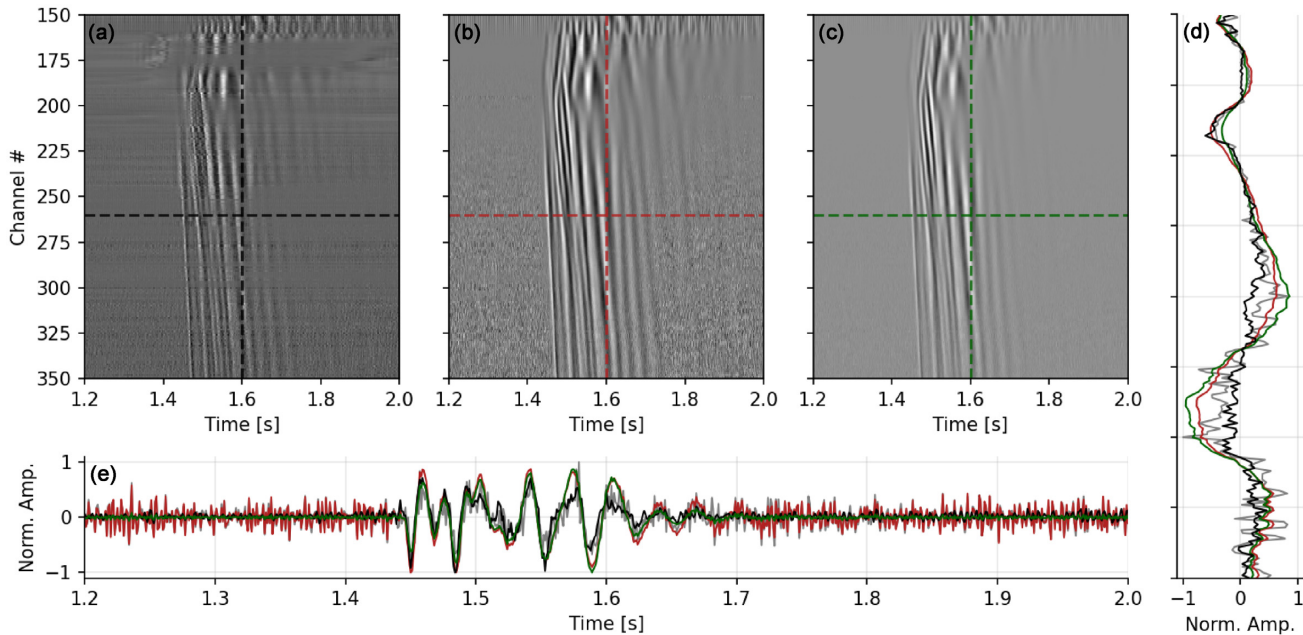 (a)
(b)
(c)
(d)
150
175
200
225
250
275
300
325
350
Channel #
1.2 1.4 1.6 1.8 2.0
1.2 1.4 1.6 1.8 2.0
1.2 1.4 1.6 1.8 2.0
Time [s]
Time [s]
Time [s]
(e)
1
0
−1
Norm. Amp.
1.2 1.3 1.4 1.5 1.6 1.7 1.8 1.9 2.0
Time [s]
−1 0 1
Norm. Amp.